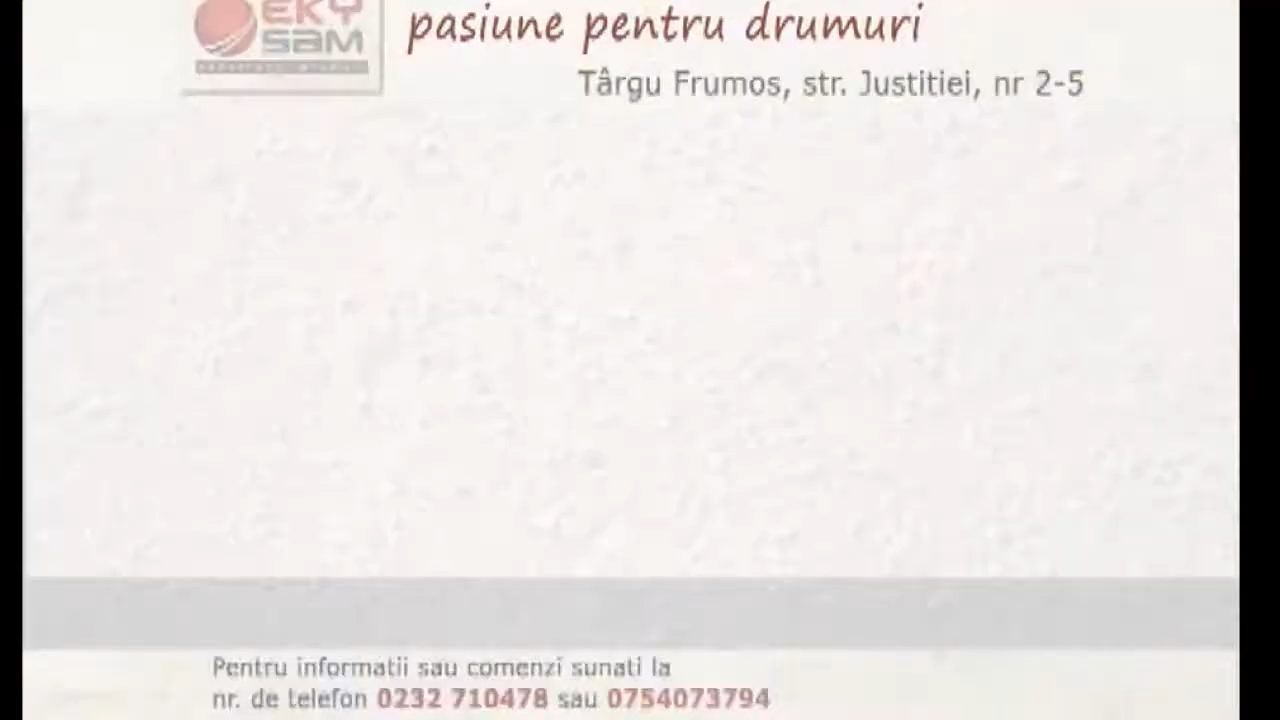 EKY
sam
pasiune pentru drumuri
Târgu Frumos, str. Justitiei, nr 2-5
Pentru informatii sau comenzi sunati la
nr. de telefon 0232 710478 sau 0754073794